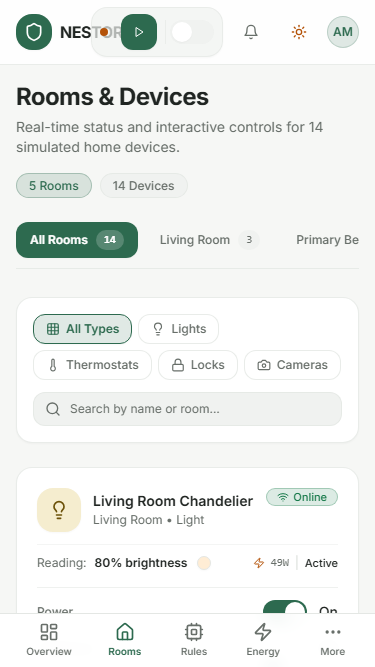 NESTOR
AM
Rooms & Devices
Real-time status and interactive controls for 14
simulated home devices.
5 Rooms
14 Devices
All Rooms 14
Living Room 3
Primary Be
All Types
Lights
Thermostats
Locks
Cameras
Search by name or room...
Living Room Chandelier
Online
Living Room • Light
Reading: 80% brightness
49W
Active
Power
On
Overview
Rooms
Rules
Energy
More